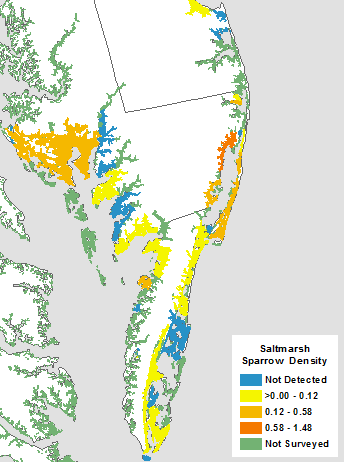 Saltmarsh
Sparrow Density
Not Detected
>0.00 - 0.12
0.12 - 0.58
0.58 - 1.48
Not Surveyed